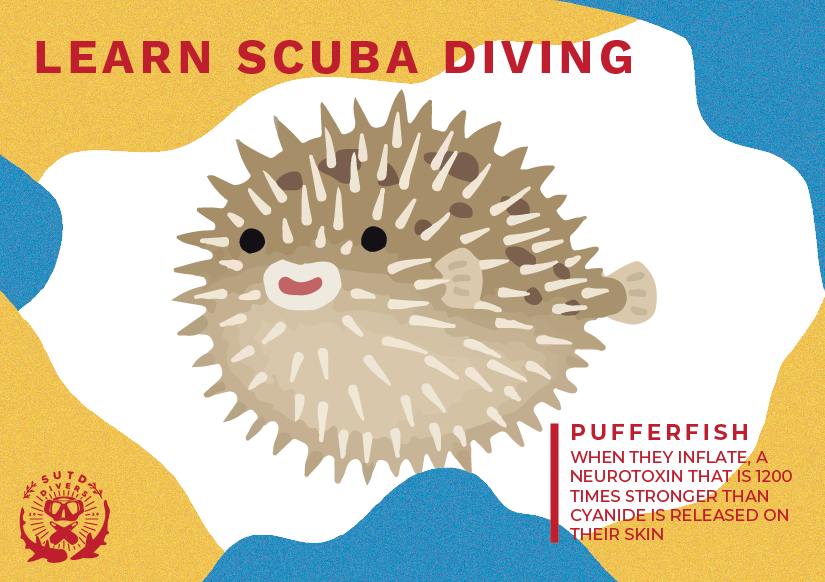 LEARN SCUBA DIVING
PUFFERFISH
WHEN THEY INFLATE, A
NEUROTOXIN THAT IS 1200
TIMES STRONGER THAN
CYANIDE IS RELEASED ON
THEIR SKIN
SUTD
DIVERS